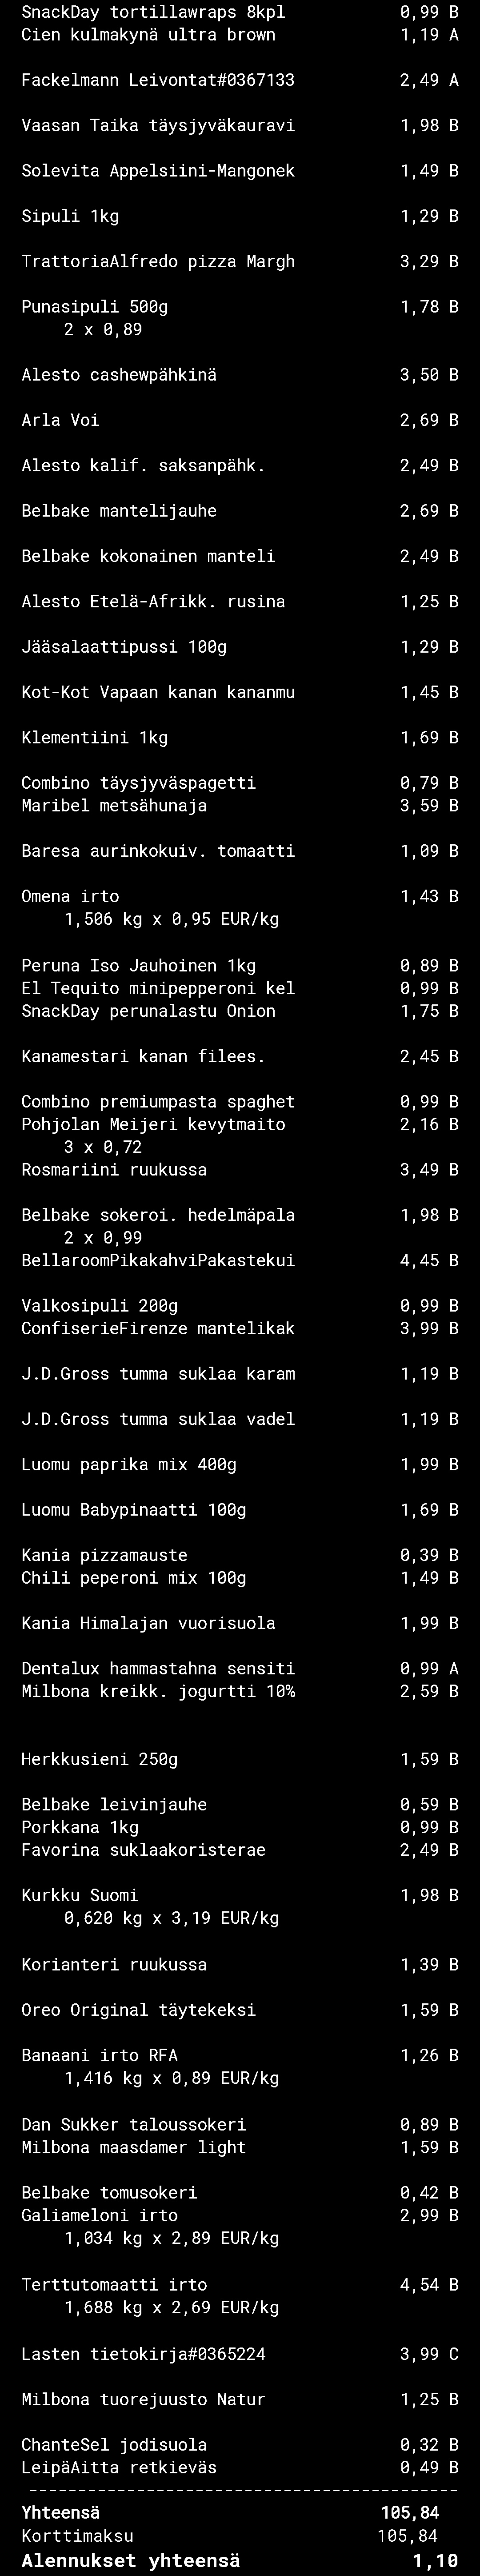 SnackDay tortillawraps 8kpl 0,99 B
Cien kulmakynä ultra brown 1,19 A
Fackelmann Leivontat#0367133 2,49 A
Vaasan Taika täysjyväkauravi 1,98 B
Solevita Appelsiini-Mangonek 1,49 B
Sipuli 1kg 1,29 B
TrattoriaAlfredo pizza Margh 3,29 B
Punasipuli 500g 1,78 B
2 x 0,89
Alesto cashewpähkinä 3,50 B
Arla Voi 2,69 B
Alesto kalif. saksanpähk. 2,49 B
Belbake mantelijauhe 2,69 B
Belbake kokonainen manteli 2,49 B
Alesto Etelä-Afrikk. rusina 1,25 B
Jääsalaattipussi 100g 1,29 B
Kot-Kot Vapaan kanan kananmu 1,45 B
Klementiini 1kg 1,69 B
Combino täysjyväspagetti 0,79 B
Maribel metsähunaja 3,59 B
Baresa aurinkokuiv. tomaatti 1,09 B
Omena irto 1,43 B
1,506 kg x 0,95 EUR/kg
Peruna Iso Jauhoinen 1kg 0,89 B
El Tequito minipepperoni kel 0,99 B
SnackDay perunalastu Onion 1,75 B
Kanamestari kanan filees. 2,45 B
Combino premiumpasta spaghet 0,99 B
Pohjolan Meijeri kevytmaito 2,16 B
3 x 0,72
Rosmariini ruukussa 3,49 B
Belbake sokeroi. hedelmäpala 1,98 B
2 x 0,99
BellaroomPikakahviPakastekui 4,45 B
Valkosipuli 200g 0,99 B
ConfiserieFirenze mantelikak 3,99 B
J.D.Gross tumma suklaa karam 1,19 B
J.D.Gross tumma suklaa vadel 1,19 B
Luomu paprika mix 400g 1,99 B
Luomu Babypinaatti 100g 1,69 B
Kania pizzamauste 0,39 B
Chili peperoni mix 100g 1,49 B
Kania Himalajan vuorisuola 1,99 B
Dentalux hammastahna sensiti 0,99 A
Milbona kreikk. jogurtti 10% 2,59 B
Herkkusieni 250g 1,59 B
Belbake leivinjauhe 0,59 B
Porkkana 1kg 0,99 B
Favorina suklaakoristerae 2,49 B
Kurkku Suomi 1,98 B
0,620 kg x 3,19 EUR/kg
Korianteri ruukussa 1,39 B
Oreo Original täytekeksi 1,59 B
Banaani irto RFA 1,26 B
1,416 kg x 0,89 EUR/kg
Dan Sukker taloussokeri 0,89 B
Milbona maasdamer light 1,59 B
Belbake tomusokeri 0,42 B
Galiameloni irto 2,99 B
1,034 kg x 2,89 EUR/kg
Terttutomaatti irto 4,54 B
1,688 kg x 2,69 EUR/kg
Lasten tietokirja#0365224 3,99 C
Milbona tuorejuusto Natur 1,25 B
ChanteSel jodisuola 0,32 B
LeipäAitta retkieväs 0,49 B
--------------------------------------------
Yhteensä 105,84
Korttimaksu 105,84
Alennukset yhteensä 1,10